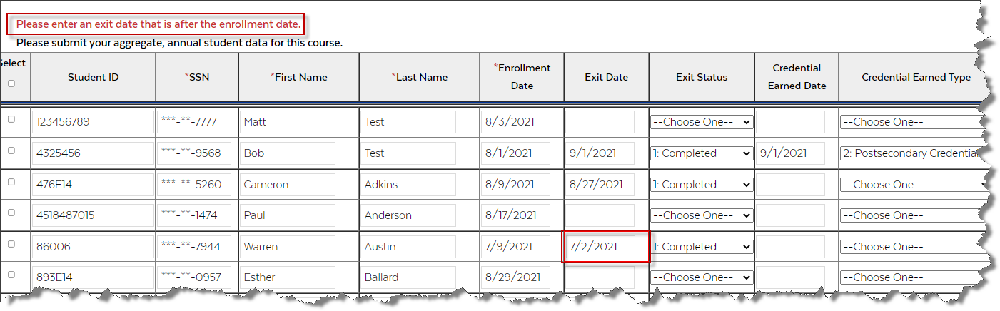 Please enter an exit date that is after the enrollment date.
Please submit your aggregate, annual student data for this course.
Select Student ID *SSN *First Name *Last Name *Enrollment Date Exit Date Exit Status Credential Earned Date Credential Earned Type
123456789 ***-**-7777 Matt Test 8/3/2021 --Choose One-- --Choose One--
4325456 ***-**-9568 Bob Test 8/1/2021 9/1/2021 1: Completed 9/1/2021 2: Postsecondary Credentia
476E14 ***-**-5260 Cameron Adkins 8/9/2021 8/27/2021 1: Completed --Choose One--
4518487015 ***-**-1474 Paul Anderson 8/17/2021 --Choose One-- --Choose One--
86006 ***-**-7944 Warren Austin 7/9/2021 7/2/2021 1: Completed --Choose One--
893E14 ***-**-0957 Esther Ballard 8/29/2021 --Choose One-- --Choose One--